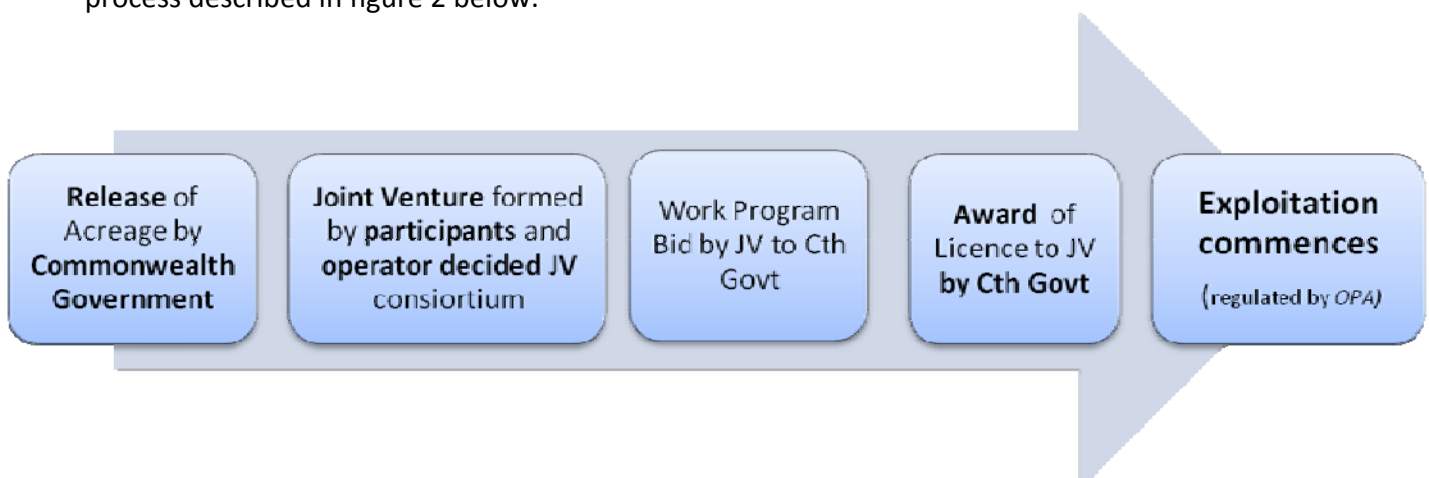 process described in figure 2 below.
Release of
Acreage by
Commonwealth
Government
Joint Venture formed
by participants and
operator decided JV
consiortium
Work Program
Bid by JV to Cth
Govt
Award of
Licence to JV
by Cth Govt
Exploitation
commences
(regulated by OPA)